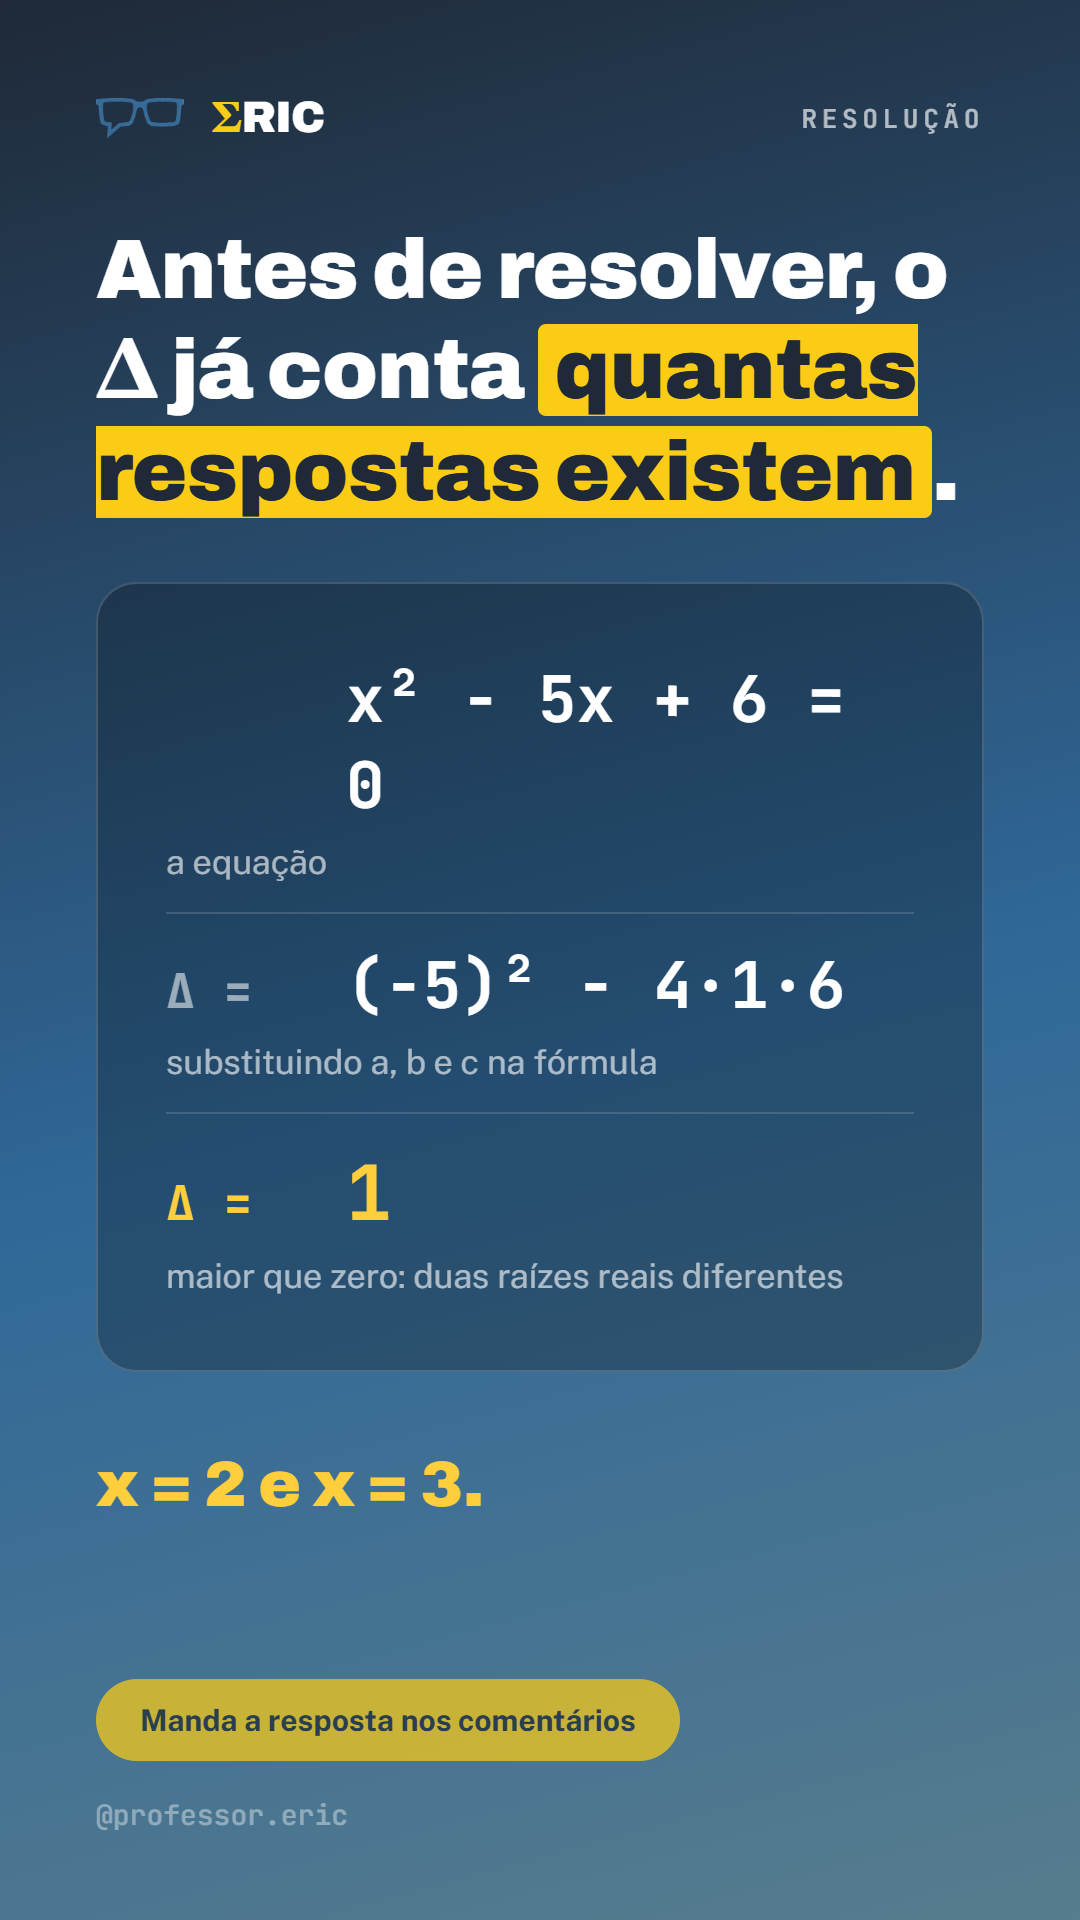 ΣRIC
RESOLUÇÃO
Antes de resolver, o
Δ já conta quantas
respostas existem.
x² - 5x + 6 =
0
a equação
Δ = (-5)² - 4·1·6
substituindo a, b e c na fórmula
Δ = 1
maior que zero: duas raízes reais diferentes
x = 2 e x = 3.
Manda a resposta nos comentários
@professor.eric